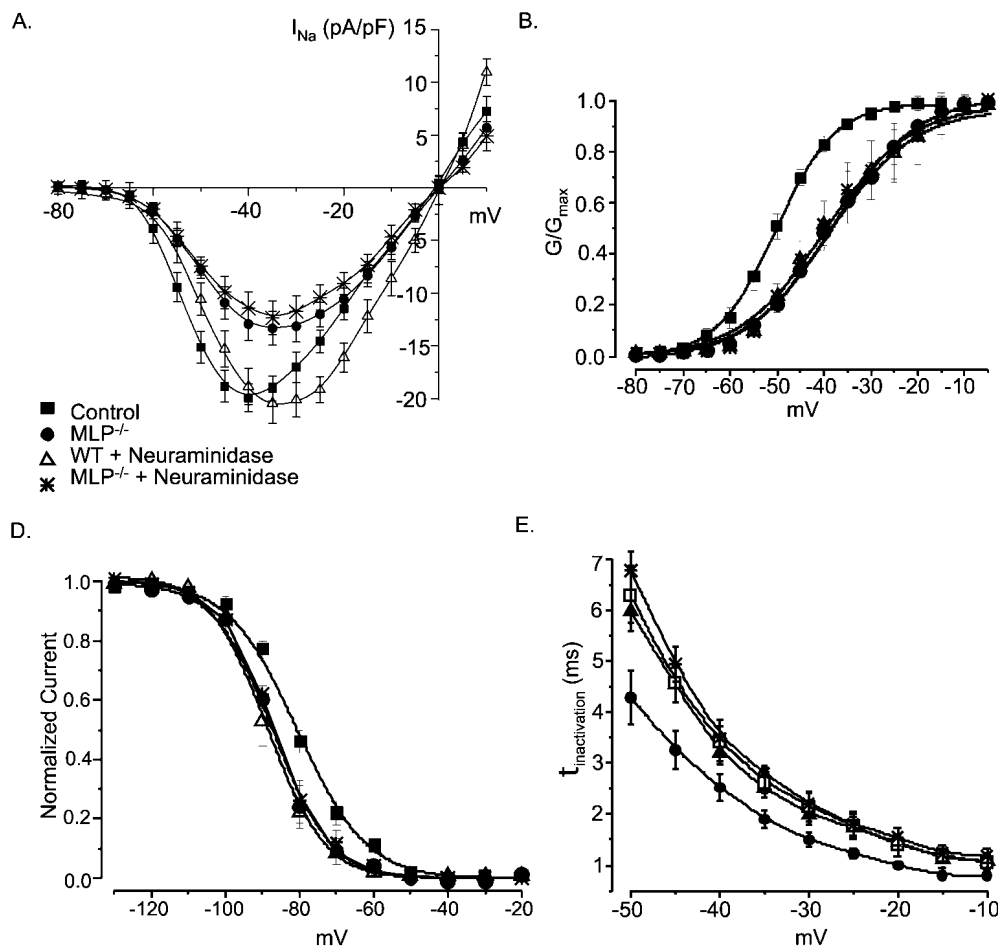 A.
I_Na (pA/pF)
15
10
5
-80
-60
-40
-20
mV
-5
-10
-15
-20
Control
MLP-/-
WT + Neuraminidase
MLP-/- + Neuraminidase
B.
G/Gmax
1.0
0.8
0.6
0.4
0.2
0.0
-80 -70 -60 -50 -40 -30 -20 -10
mV
D.
Normalized Current
1.0
0.8
0.6
0.4
0.2
0.0
-120 -100 -80 -60 -40 -20
mV
E.
t inactivation (ms)
7
6
5
4
3
2
1
-50 -40 -30 -20 -10
mV